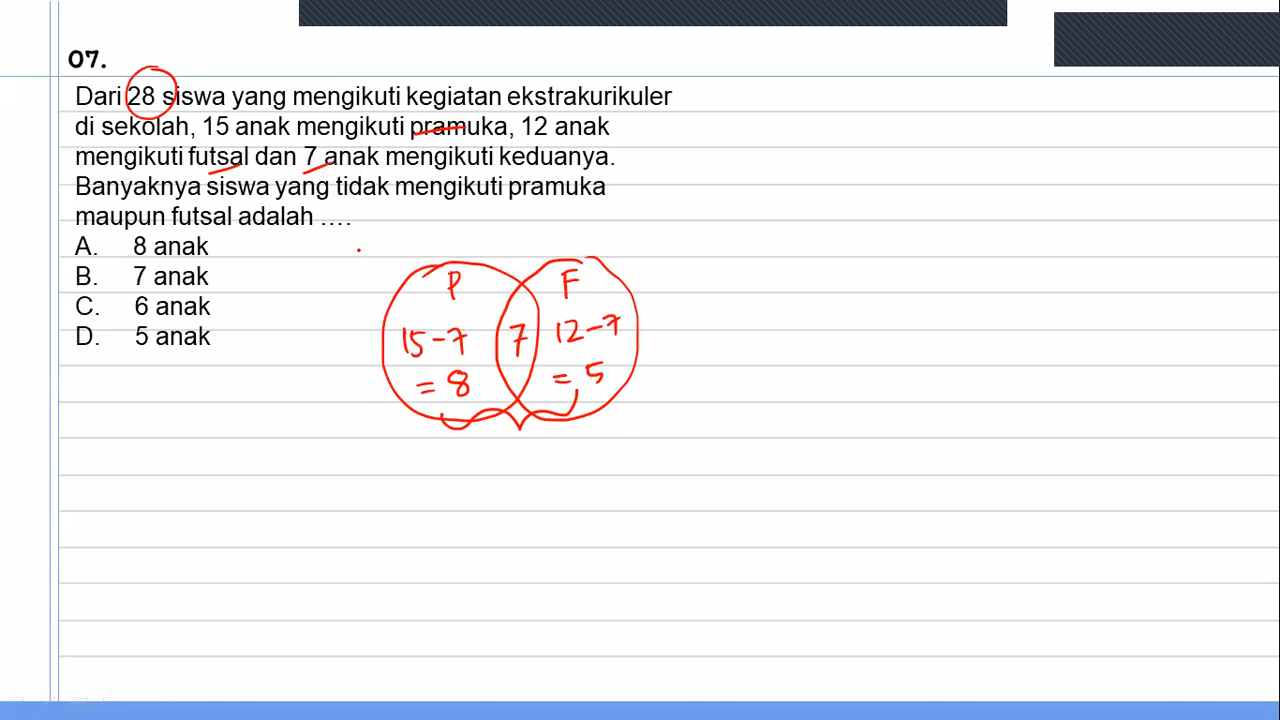 07.
Dari 28 siswa yang mengikuti kegiatan ekstrakurikuler
di sekolah, 15 anak mengikuti pramuka, 12 anak
mengikuti futsal dan 7 anak mengikuti keduanya.
Banyaknya siswa yang tidak mengikuti pramuka
maupun futsal adalah ....
A. 8 anak
B. 7 anak
C. 6 anak
D. 5 anak
P F
15-7 7 12-7
= 8 = 5